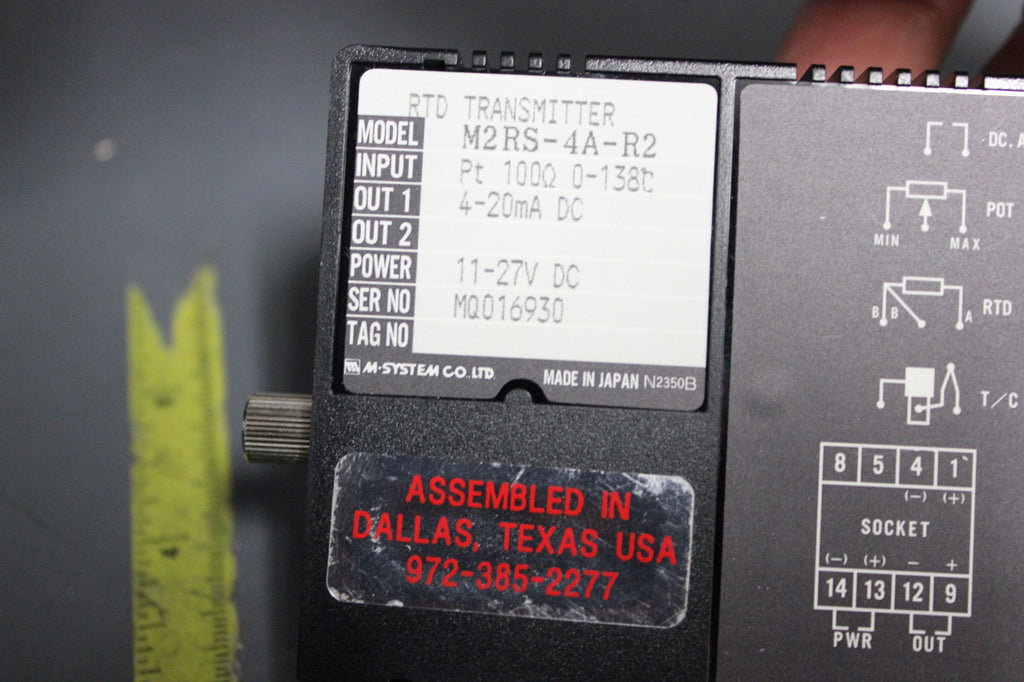 RTD TRANSMITTER
MODEL M2RS-4A-R2
INPUT Pt 100Ω 0-138℃
OUT 1 4-20mA DC
OUT 2
POWER 11-27V DC
SER NO MQ016930
TAG NO
M-SYSTEM CO.,LTD. MADE IN JAPAN N2350B
ASSEMBLED IN
DALLAS, TEXAS USA
972-385-2277
POT
MIN MAX
B B A RTD
T/C
8 5 4 1
(-) (+)
SOCKET
(-) (+) - +
14 13 12 9
PWR OUT